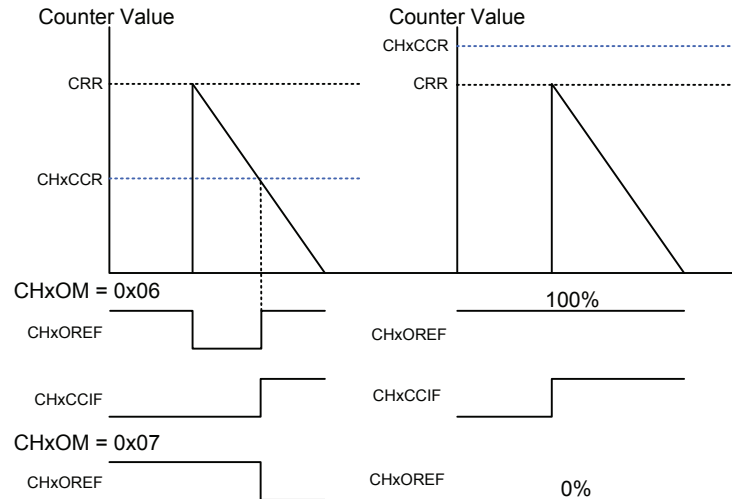 Counter Value
CRR
CHxCCR
CHxOM = 0x06
CHxOREF
CHxCCIF
CHxOM = 0x07
CHxOREF
Counter Value
CHxCCR
CRR
100%
CHxOREF
CHxCCIF
CHxOREF
0%